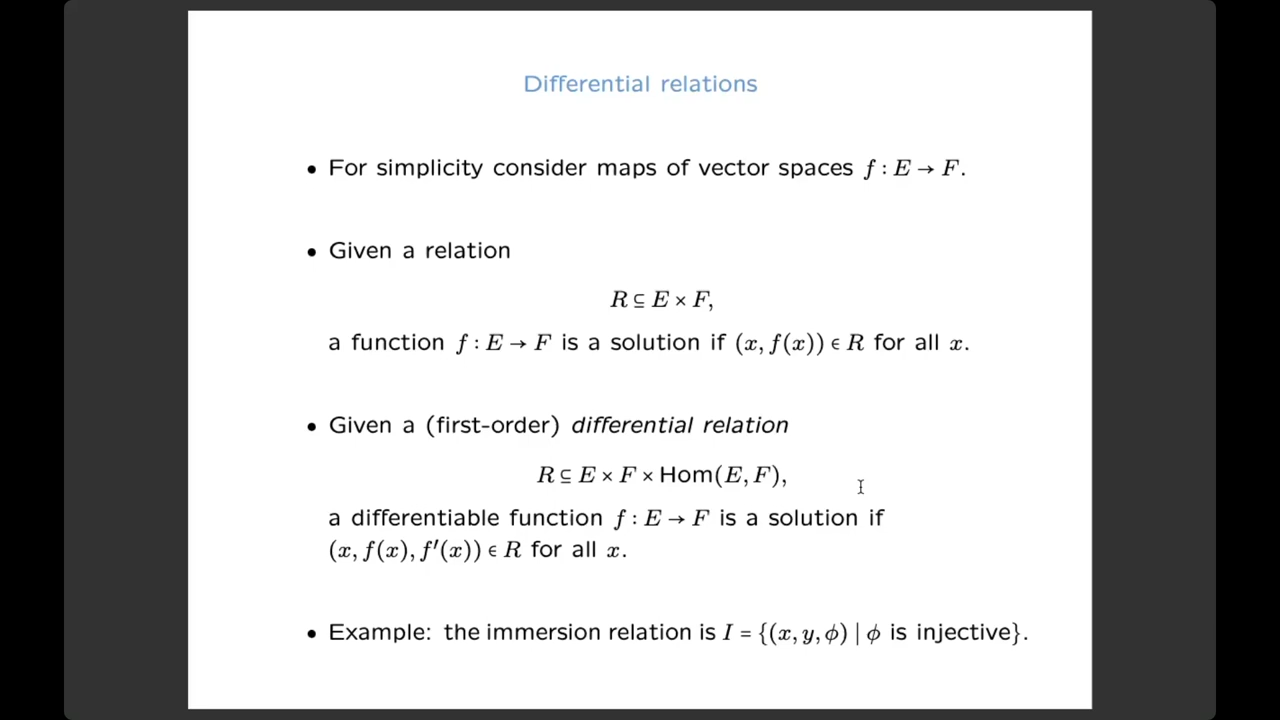 Differential relations
• For simplicity consider maps of vector spaces f : E → F.
• Given a relation
R ⊆ E × F,
a function f : E → F is a solution if (x, f(x)) ∈ R for all x.
• Given a (first-order) differential relation
R ⊆ E × F × Hom(E, F),
a differentiable function f : E → F is a solution if
(x, f(x), f′(x)) ∈ R for all x.
• Example: the immersion relation is I = {(x, y, ϕ) | ϕ is injective}.